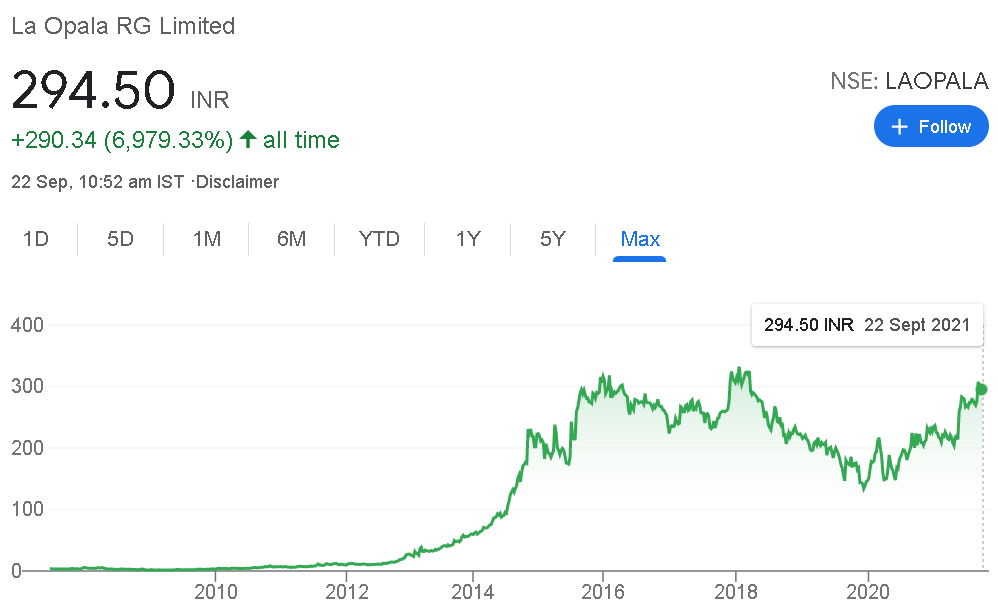 La Opala RG Limited
294.50 INR
NSE: LAOPALA
+290.34 (6,979.33%) ↑ all time
+ Follow
22 Sep, 10:52 am IST ·Disclaimer
1D 5D 1M 6M YTD 1Y 5Y Max
294.50 INR 22 Sept 2021
400
300
200
100
0
2010 2012 2014 2016 2018 2020